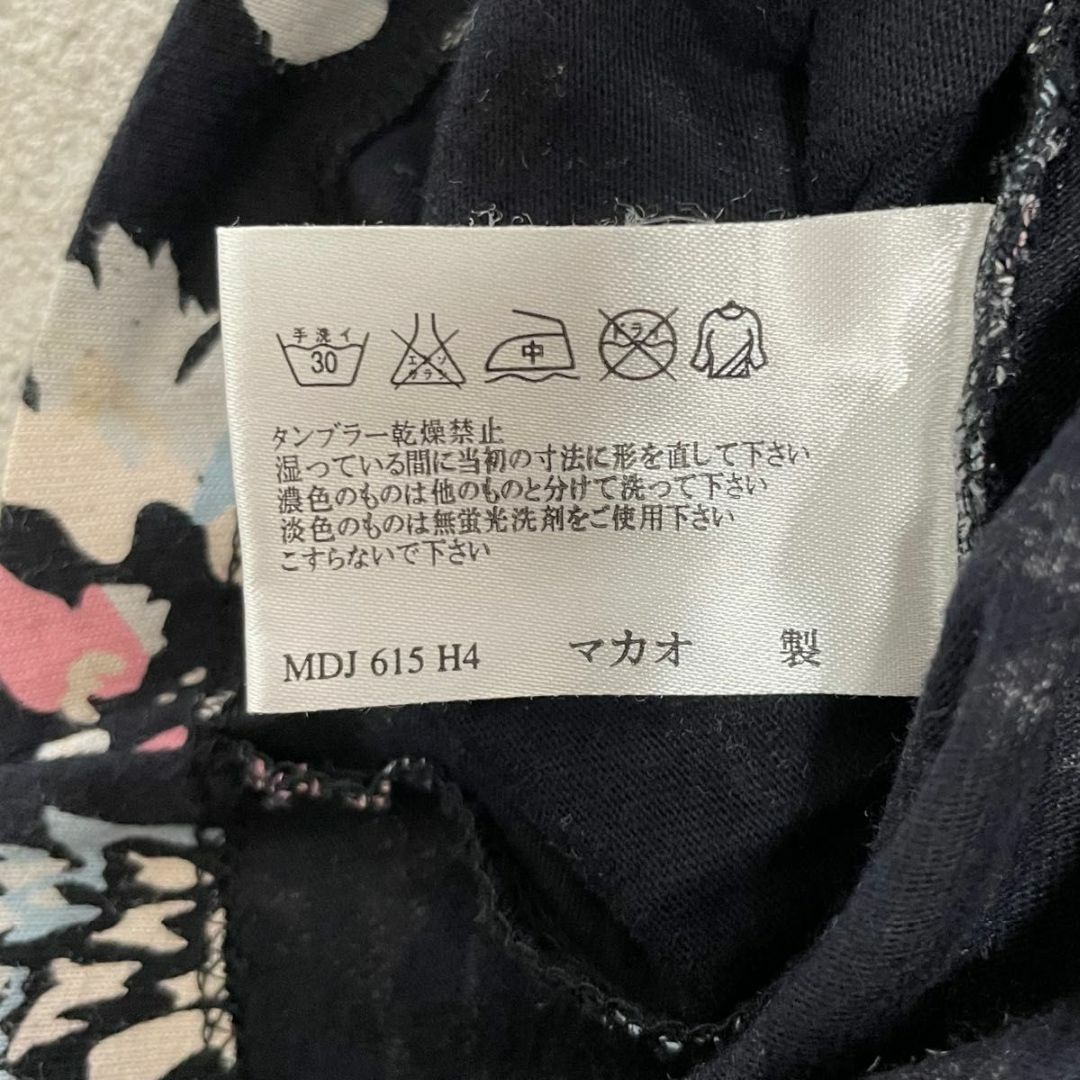 手洗イ
30
エンソ
サラシ
中
ドライ
タンブラー乾燥禁止
湿っている間に当初の寸法に形を直して下さい
濃色のものは他のものと分けて洗って下さい
淡色のものは無蛍光洗剤をご使用下さい
こすらないで下さい
MDJ 615 H4 マカオ 製